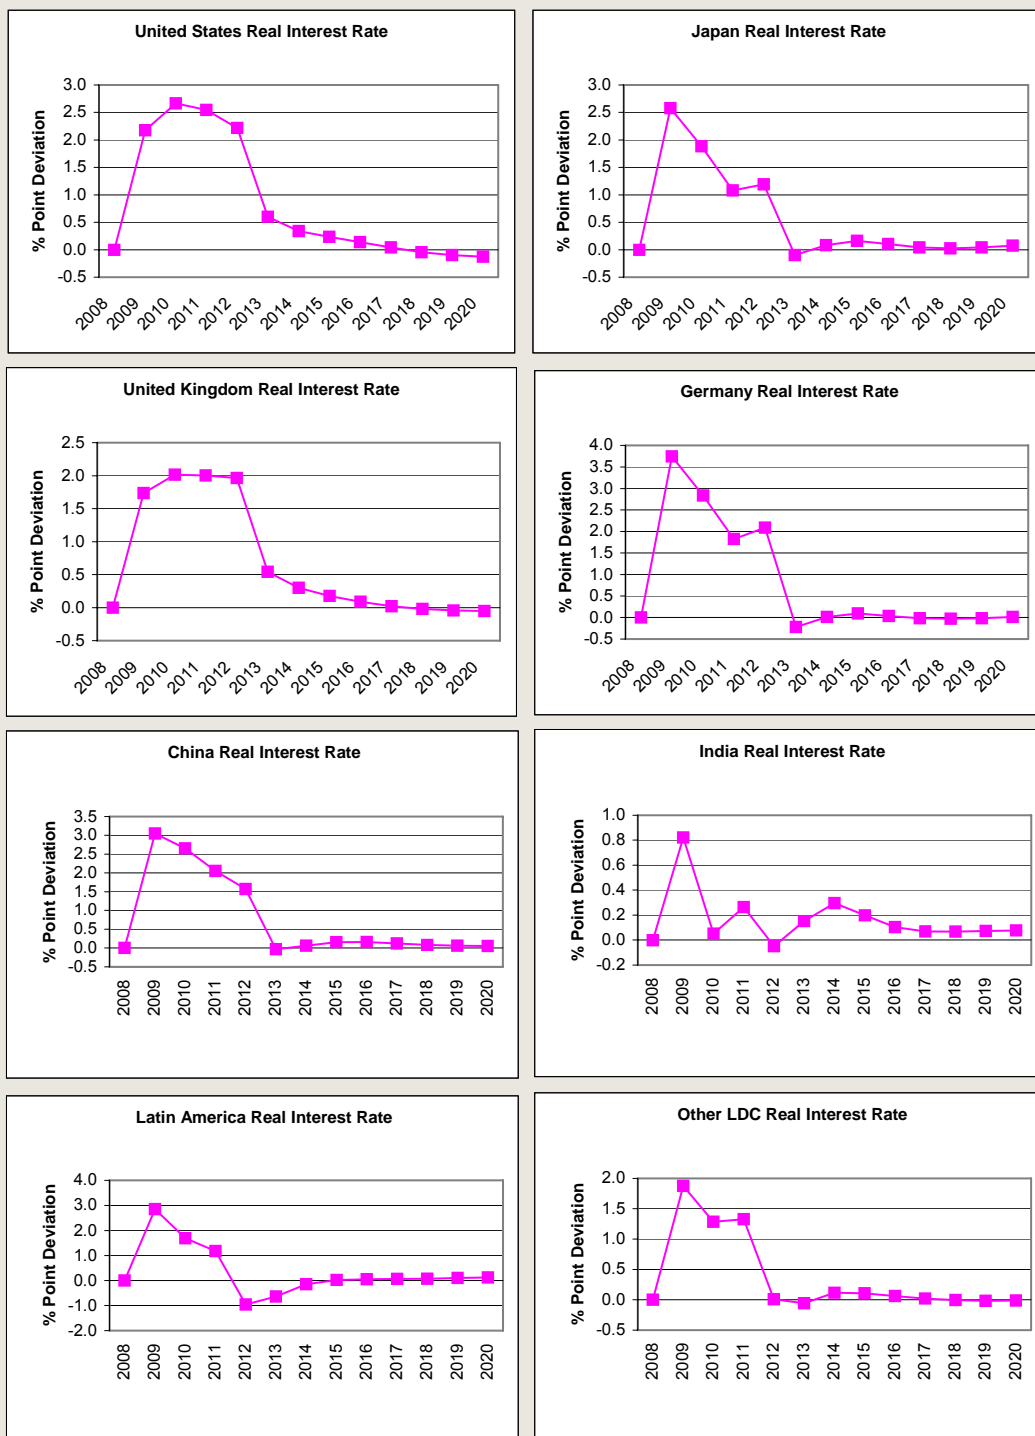 United States Real Interest Rate
% Point Deviation
3.0
2.5
2.0
1.5
1.0
0.5
0.0
-0.5
2008 2009 2010 2011 2012 2013 2014 2015 2016 2017 2018 2019 2020
Japan Real Interest Rate
% Point Deviation
3.0
2.5
2.0
1.5
1.0
0.5
0.0
-0.5
2008 2009 2010 2011 2012 2013 2014 2015 2016 2017 2018 2019 2020
United Kingdom Real Interest Rate
% Point Deviation
2.5
2.0
1.5
1.0
0.5
0.0
-0.5
2008 2009 2010 2011 2012 2013 2014 2015 2016 2017 2018 2019 2020
Germany Real Interest Rate
% Point Deviation
4.0
3.5
3.0
2.5
2.0
1.5
1.0
0.5
0.0
-0.5
2008 2009 2010 2011 2012 2013 2014 2015 2016 2017 2018 2019 2020
China Real Interest Rate
% Point Deviation
3.5
3.0
2.5
2.0
1.5
1.0
0.5
0.0
-0.5
2008 2009 2010 2011 2012 2013 2014 2015 2016 2017 2018 2019 2020
India Real Interest Rate
% Point Deviation
1.0
0.8
0.6
0.4
0.2
0.0
-0.2
2008 2009 2010 2011 2012 2013 2014 2015 2016 2017 2018 2019 2020
Latin America Real Interest Rate
% Point Deviation
4.0
3.0
2.0
1.0
0.0
-1.0
-2.0
2008 2009 2010 2011 2012 2013 2014 2015 2016 2017 2018 2019 2020
Other LDC Real Interest Rate
% Point Deviation
2.0
1.5
1.0
0.5
0.0
-0.5
2008 2009 2010 2011 2012 2013 2014 2015 2016 2017 2018 2019 2020